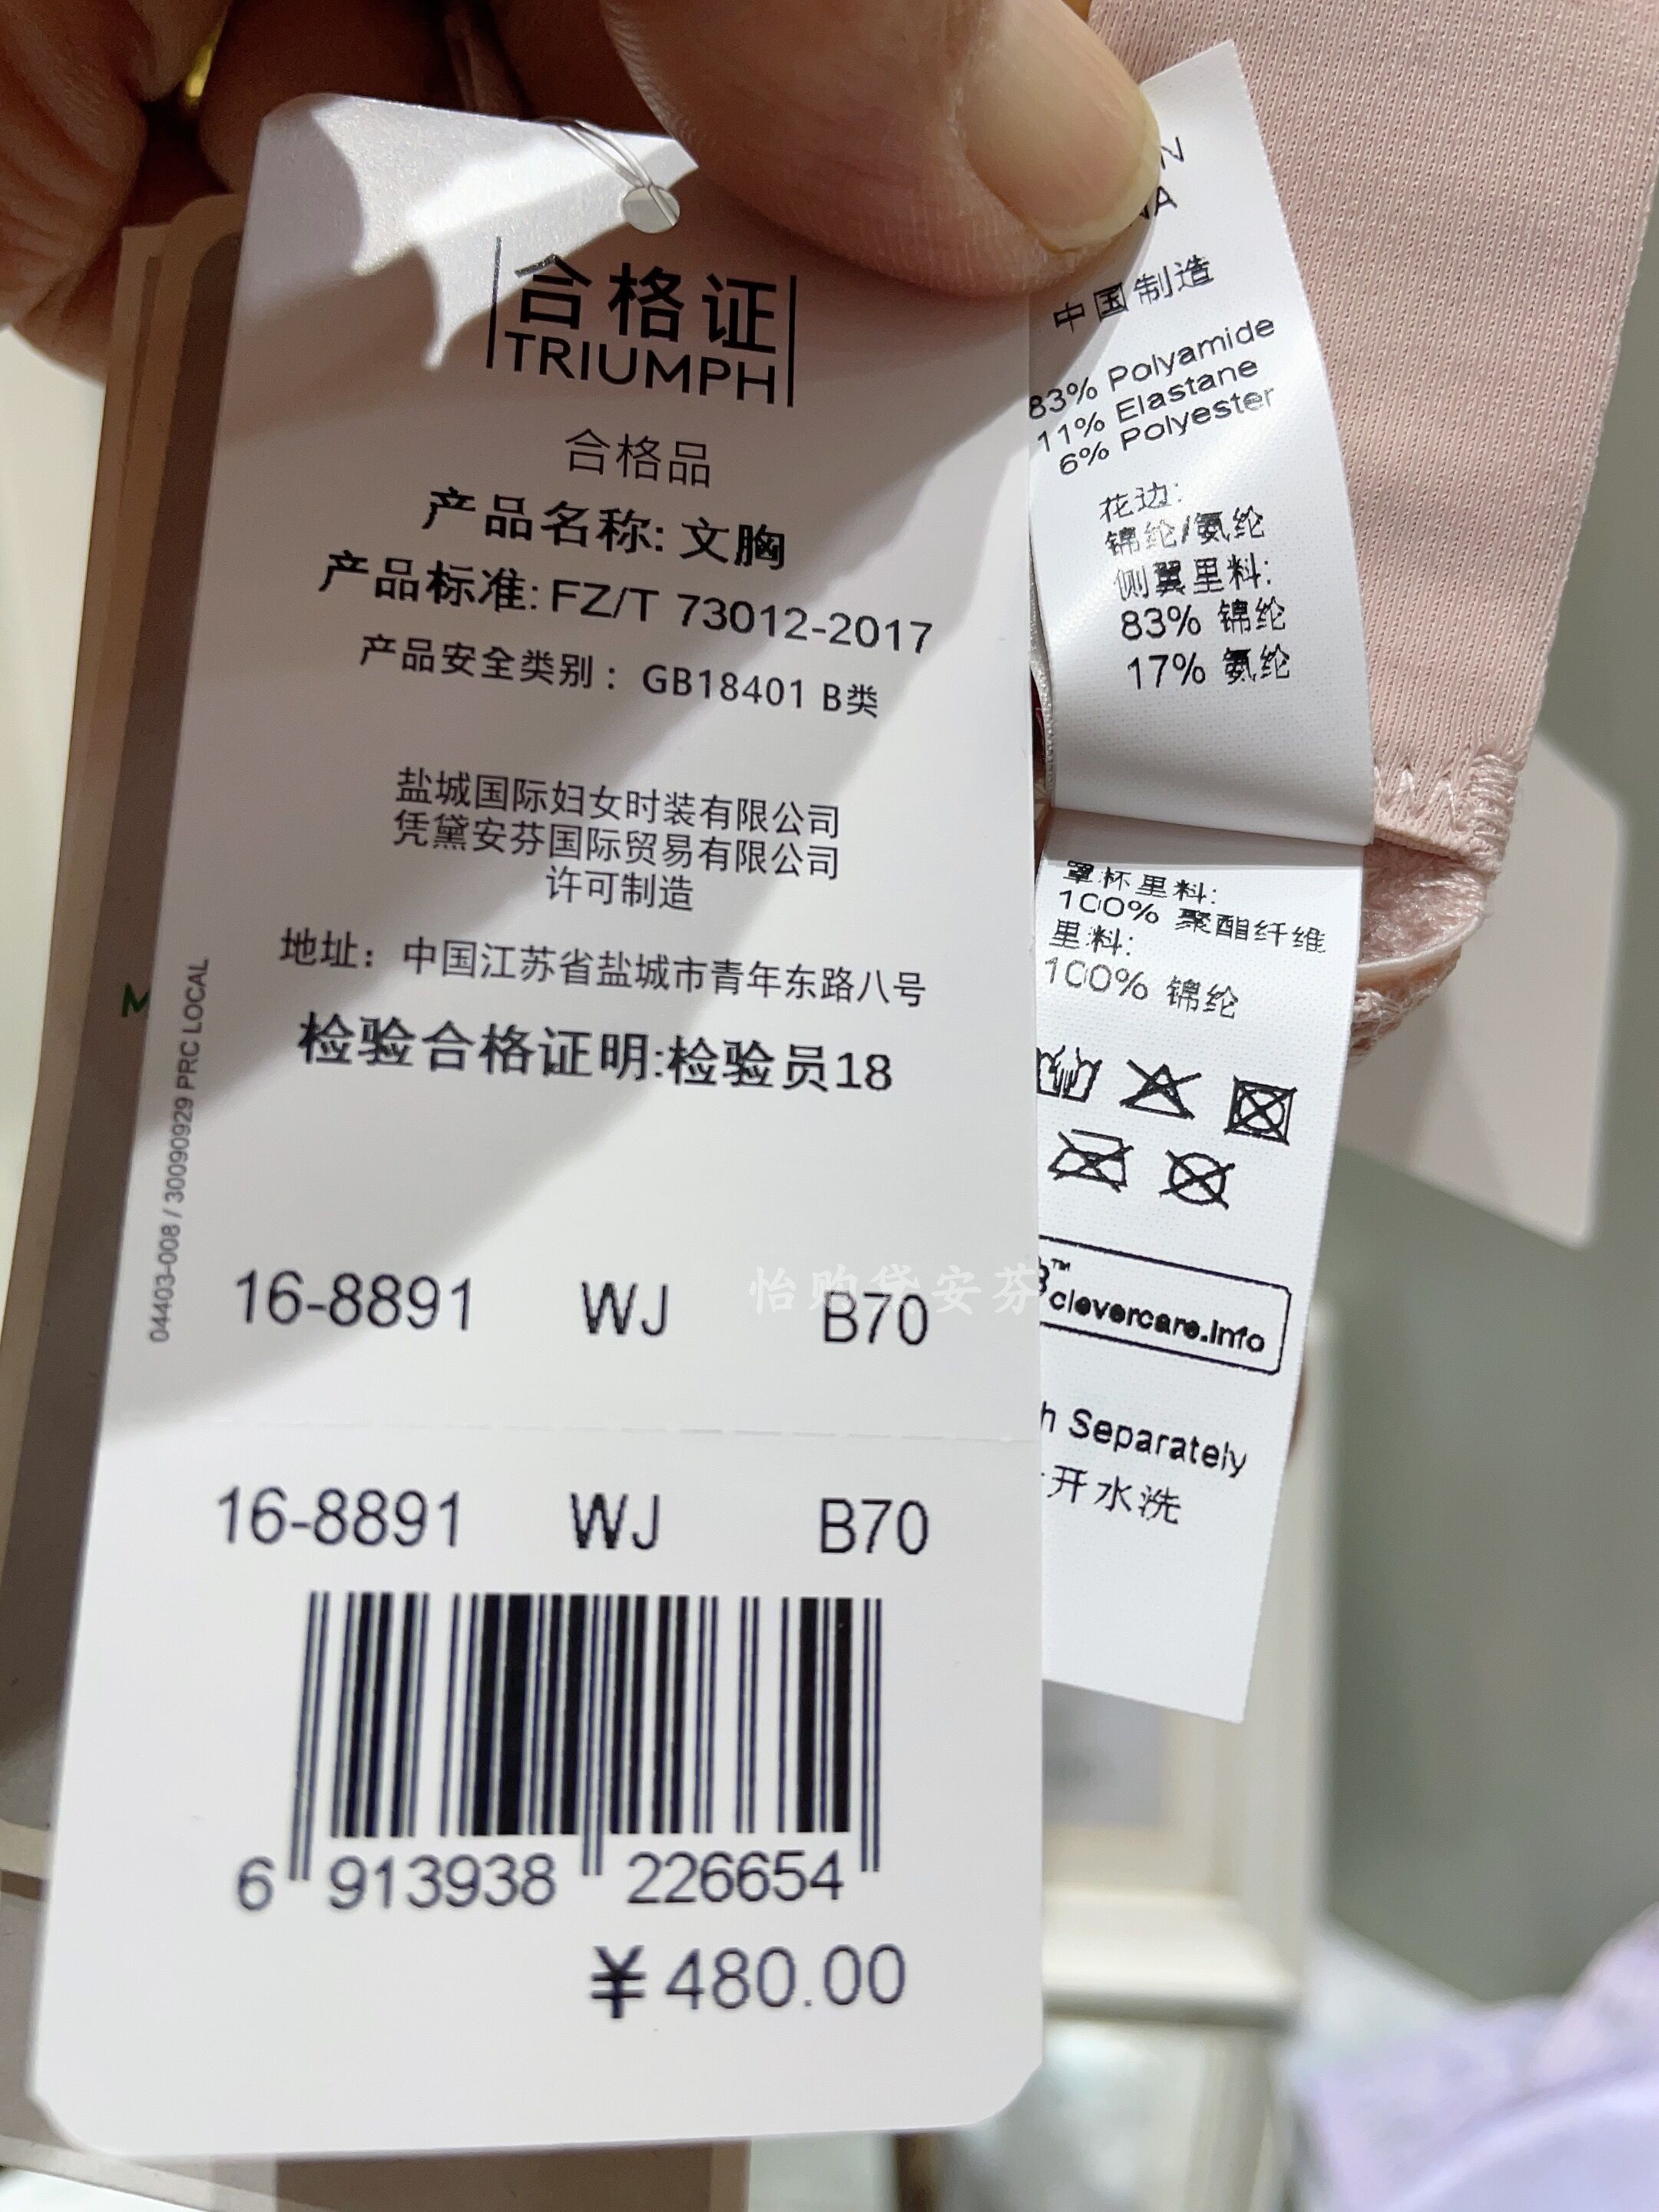 合格证
TRIUMPH
合格品
产品名称: 文胸
产品标准: FZ/T 73012-2017
产品安全类别： GB18401 B类
盐城国际妇女时装有限公司
凭黛安芬国际贸易有限公司
许可制造
地址： 中国江苏省盐城市青年东路八号
检验合格证明:检验员18
04403-008 / 30090929 PRC LOCAL
16-8891 WJ B70
16-8891 WJ B70
6 913938 226654
¥480.00
中国制造
83% Polyamide
11% Elastane
6% Polyester
花边:
锦纶/氨纶
侧翼里料:
83% 锦纶
17% 氨纶
罩杯里料:
100% 聚酯纤维
里料:
100% 锦纶
clevercare.info
Separately
开水洗
怡购贷安芬